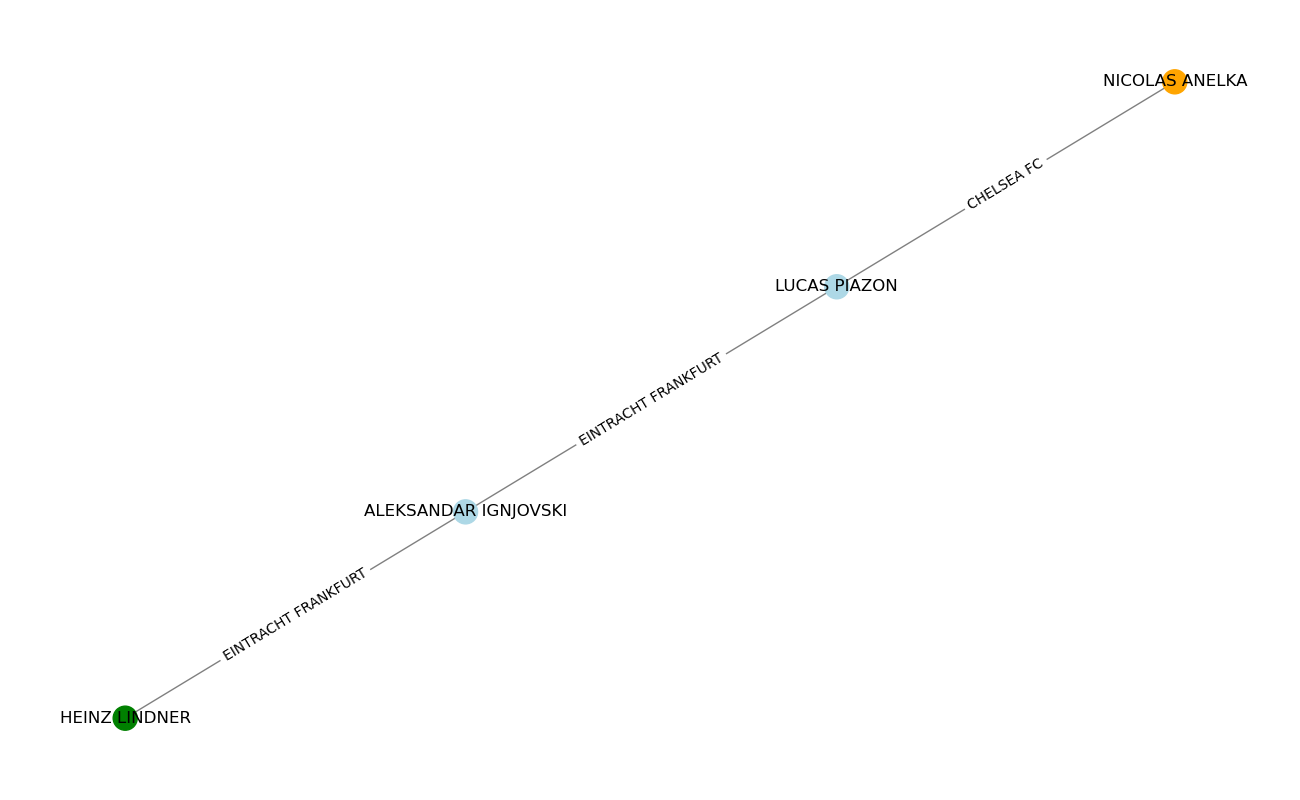 NICOLAS ANELKA
CHELSEA FC
LUCAS PIAZON
EINTRACHT FRANKFURT
ALEKSANDAR IGNJOVSKI
EINTRACHT FRANKFURT
HEINZ LINDNER